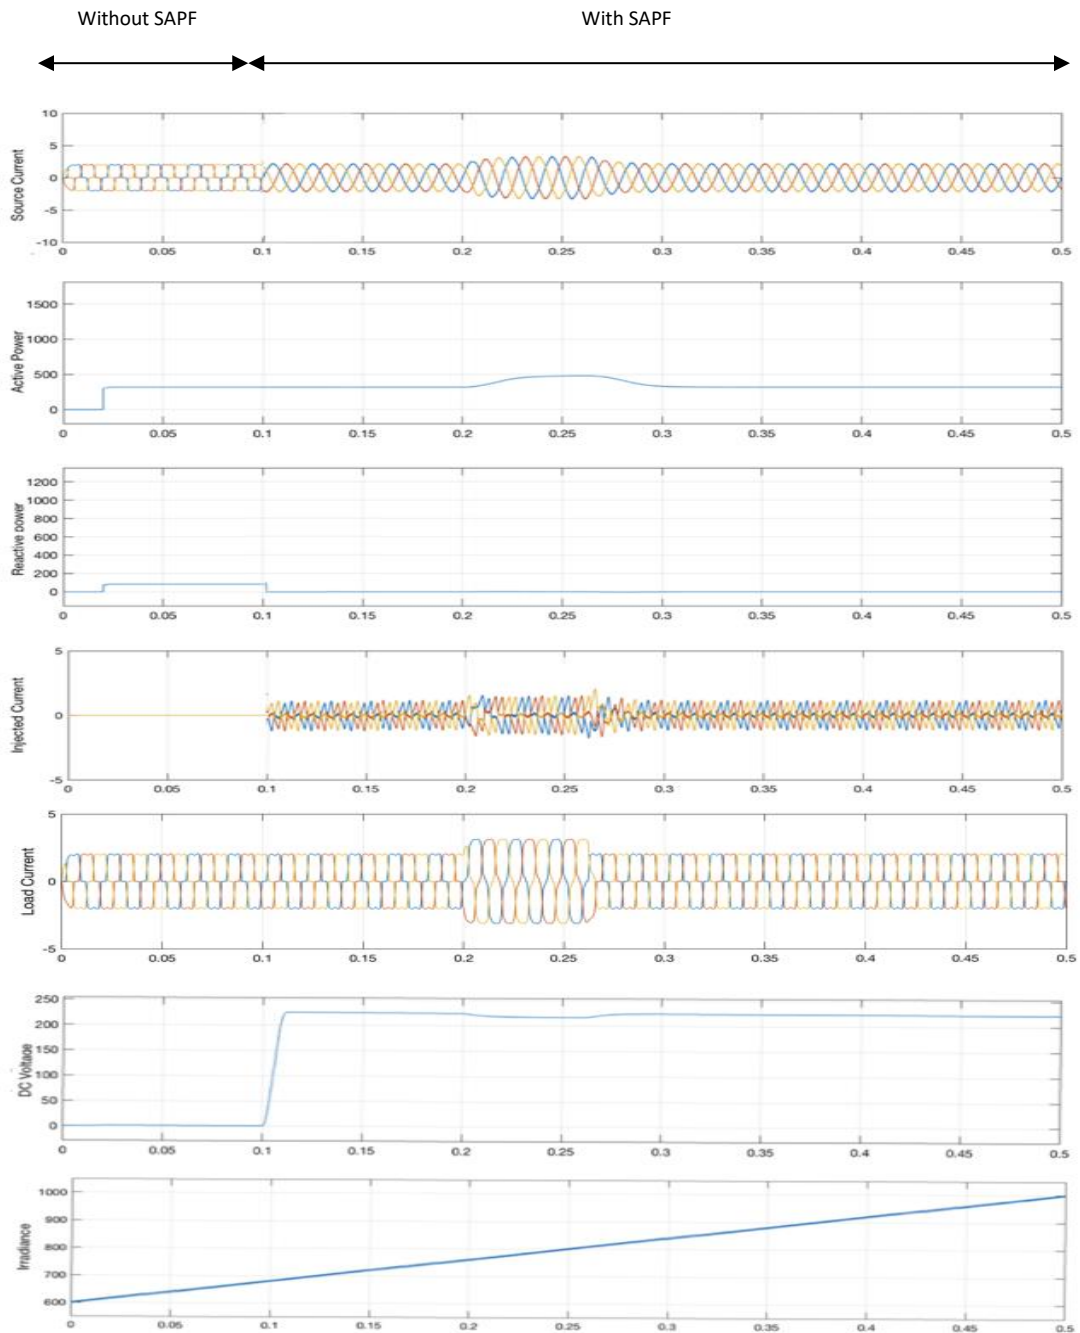 Without SAPF With SAPF
10
5
0
-5
-10
Source Current
0 0.05 0.1 0.15 0.2 0.25 0.3 0.35 0.4 0.45 0.5
1500
1000
500
0
Active Power
0 0.05 0.1 0.15 0.2 0.25 0.3 0.35 0.4 0.45 0.5
1200
1000
800
600
400
200
0
Reactive power
0 0.05 0.1 0.15 0.2 0.25 0.3 0.35 0.4 0.45 0.5
5
0
-5
Injected Current
0 0.05 0.1 0.15 0.2 0.25 0.3 0.35 0.4 0.45 0.5
5
0
-5
Load Current
0 0.05 0.1 0.15 0.2 0.25 0.3 0.35 0.4 0.45 0.5
250
200
150
100
50
0
DC Voltage
0 0.05 0.1 0.15 0.2 0.25 0.3 0.35 0.4 0.45 0.5
1000
900
800
700
600
Irradiance
0 0.05 0.1 0.15 0.2 0.25 0.3 0.35 0.4 0.45 0.5